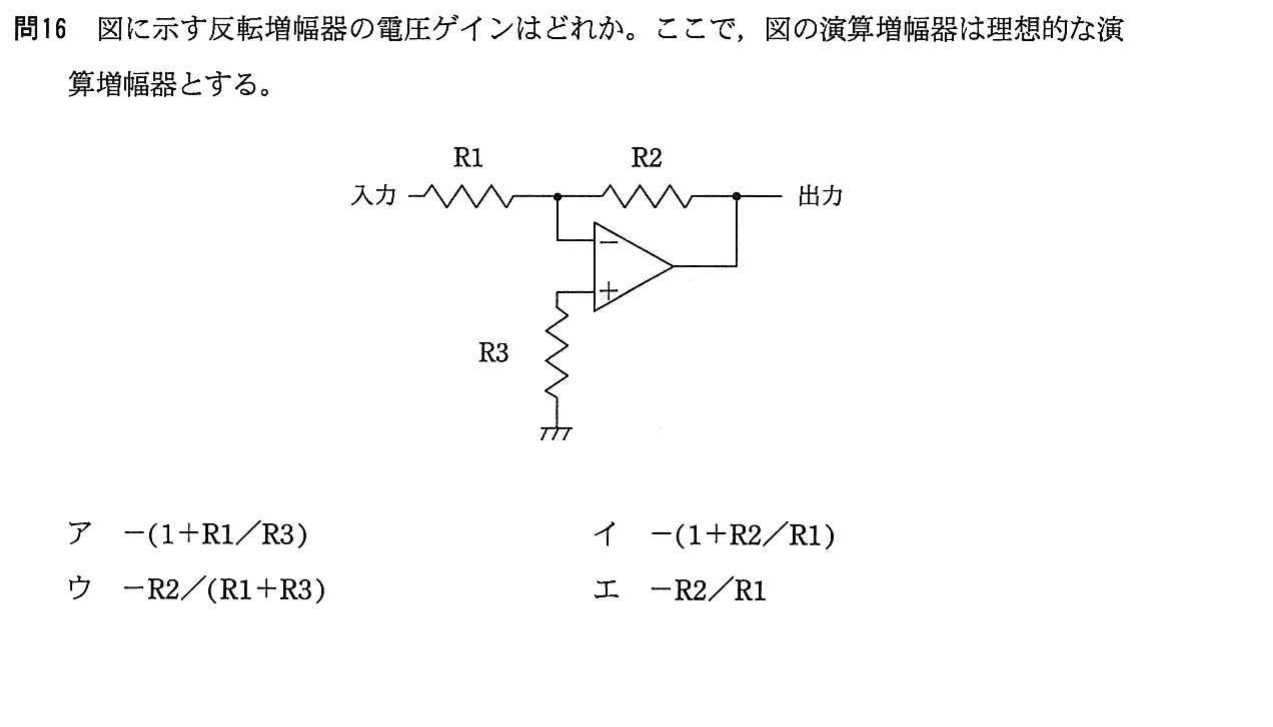 問16 図に示す反転増幅器の電圧ゲインはどれか。ここで，図の演算増幅器は理想的な演
算増幅器とする。
R1 R2
入力 出力
－
＋
R3
ア －(1＋R1／R3) イ －(1＋R2／R1)
ウ －R2／(R1＋R3) エ －R2／R1